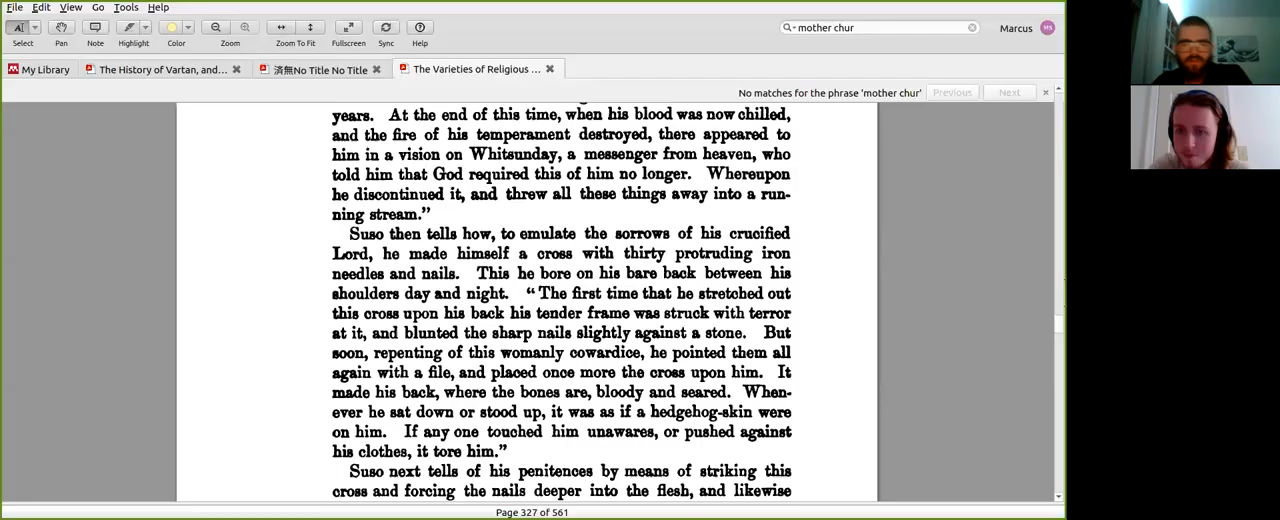 File Edit View Go Tools Help
Select Pan Note Highlight Color Zoom Zoom To Fit Fullscreen Sync Help
mother chur
Marcus MS
My Library The History of Vartan, and... 済無No Title No Title The Varieties of Religious ...
No matches for the phrase 'mother chur' Previous Next
years. At the end of this time, when his blood was now chilled,
and the fire of his temperament destroyed, there appeared to
him in a vision on Whitsunday, a messenger from heaven, who
told him that God required this of him no longer. Whereupon
he discontinued it, and threw all these things away into a run-
ning stream.”
Suso then tells how, to emulate the sorrows of his crucified
Lord, he made himself a cross with thirty protruding iron
needles and nails. This he bore on his bare back between his
shoulders day and night. “ The first time that he stretched out
this cross upon his back his tender frame was struck with terror
at it, and blunted the sharp nails slightly against a stone. But
soon, repenting of this womanly cowardice, he pointed them all
again with a file, and placed once more the cross upon him. It
made his back, where the bones are, bloody and seared. When-
ever he sat down or stood up, it was as if a hedgehog-skin were
on him. If any one touched him unawares, or pushed against
his clothes, it tore him.”
Suso next tells of his penitences by means of striking this
cross and forcing the nails deeper into the flesh, and likewise
Page 327 of 561